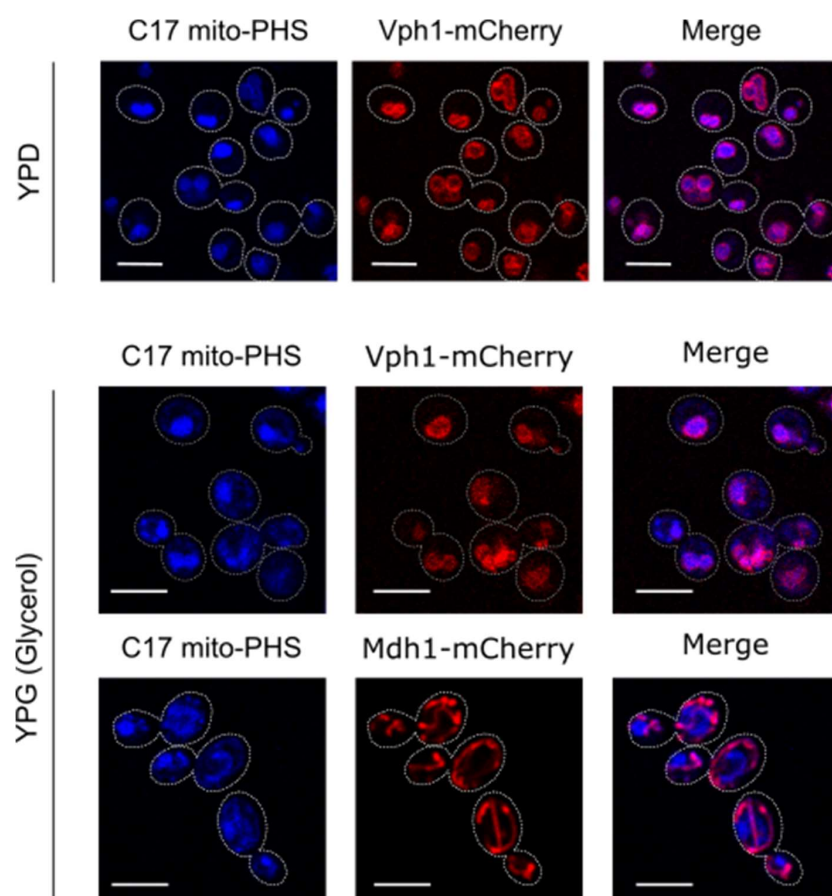 C17 mito-PHS Vph1-mCherry Merge
YPD
C17 mito-PHS Vph1-mCherry Merge
YPG (Glycerol)
C17 mito-PHS Mdh1-mCherry Merge